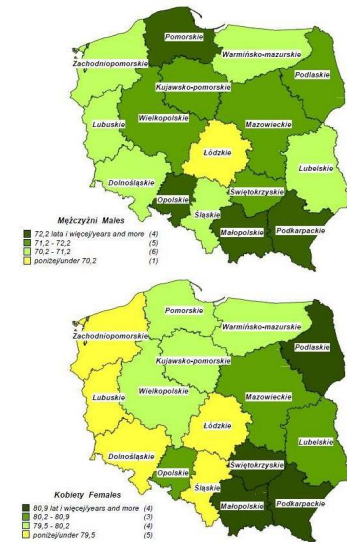 Pomorskie
Zachodniopomorskie
Warmińsko-mazurskie
Podlaskie
Kujawsko-pomorskie
Lubuskie
Wielkopolskie
Mazowieckie
Łódzkie
Lubelskie
Dolnośląskie
Opolskie
Śląskie
Świętokrzyskie
Małopolskie
Podkarpackie
Mężczyźni Males
72,2 lata i więcej/years and more (4)
71,2 - 72,2 (5)
70,2 - 71,2 (6)
poniżej/under 70,2 (1)
Pomorskie
Zachodniopomorskie
Warmińsko-mazurskie
Podlaskie
Kujawsko-pomorskie
Lubuskie
Wielkopolskie
Mazowieckie
Łódzkie
Lubelskie
Dolnośląskie
Opolskie
Śląskie
Świętokrzyskie
Małopolskie
Podkarpackie
Kobiety Females
80,9 lat i więcej/years and more (4)
80,2 - 80,9 (3)
79,5 - 80,2 (4)
poniżej/under 79,5 (5)